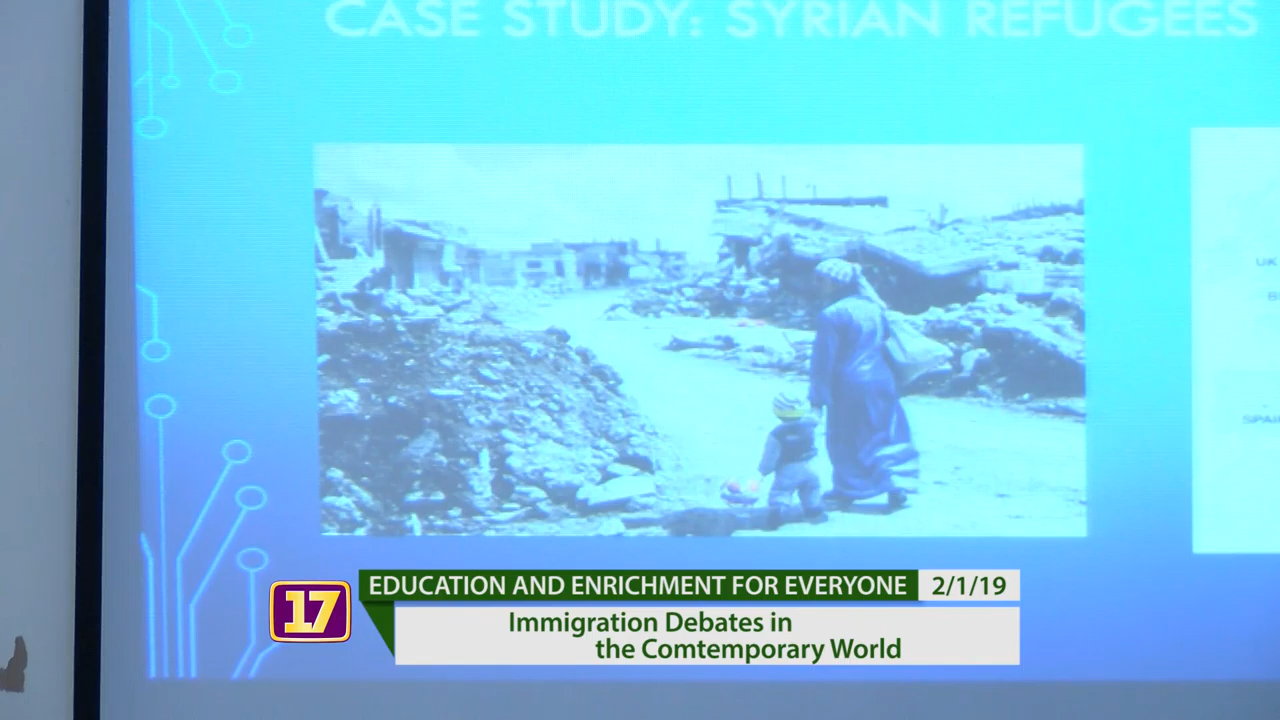 CASE STUDY: SYRIAN REFUGEES
UK
17
EDUCATION AND ENRICHMENT FOR EVERYONE 2/1/19
Immigration Debates in
the Comtemporary World